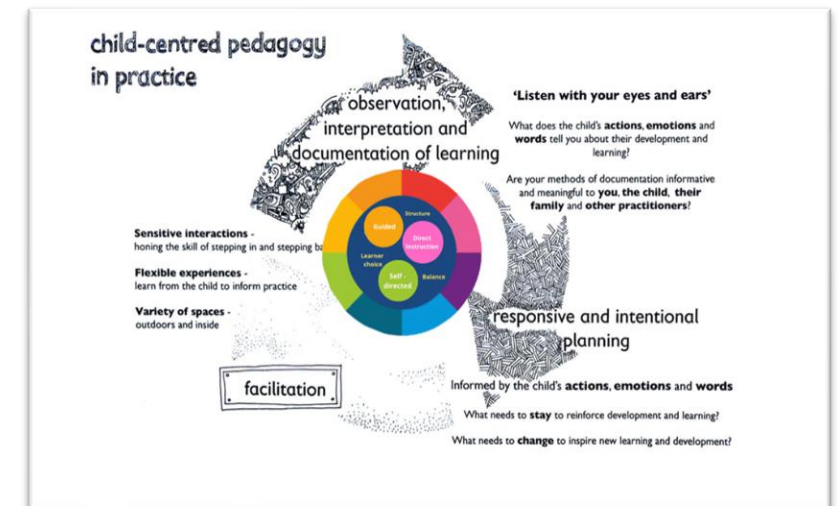 child-centred pedagogy
in practice
observation,
interpretation and
documentation of learning
'Listen with your eyes and ears'
What does the child's actions, emotions and
words tell you about their development and
learning?
Are your methods of documentation informative
and meaningful to you, the child, their
family and other practitioners?
Structure
Guided
Direct
instruction
Learner
choice
Self -
directed
Balance
Sensitive interactions -
honing the skill of stepping in and stepping ba
Flexible experiences -
learn from the child to inform practice
Variety of spaces -
outdoors and inside
responsive and intentional
planning
Informed by the child's actions, emotions and words
What needs to stay to reinforce development and learning?
What needs to change to inspire new learning and development?
facilitation